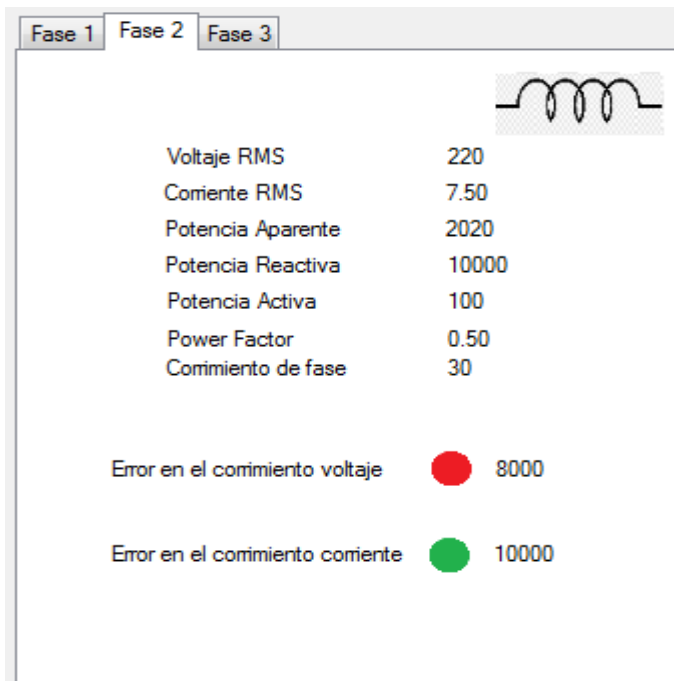 Fase 1 Fase 2 Fase 3
Voltaje RMS 220
Corriente RMS 7.50
Potencia Aparente 2020
Potencia Reactiva 10000
Potencia Activa 100
Power Factor 0.50
Corrimiento de fase 30
Error en el corrimiento voltaje 8000
Error en el corrimiento corriente 10000